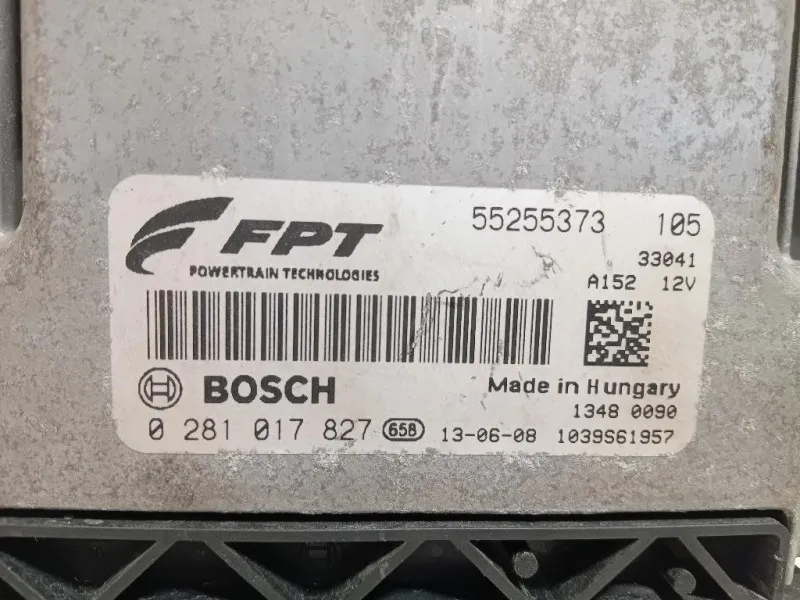 FPT 55255373 105
POWERTRAIN TECHNOLOGIES 33041
A152 12V
BOSCH Made in Hungary
1348 0090
0 281 017 827 658 13-06-08 1039S61957